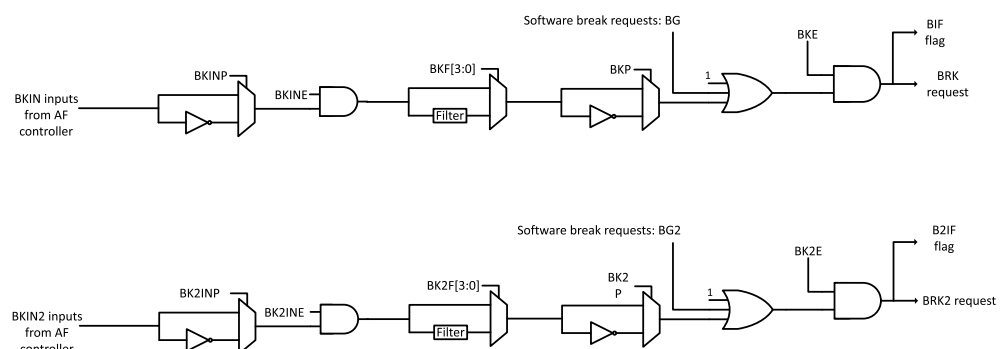 Software break requests: BG
BIF
flag
BKE
BKINP
BKF[3:0]
BKP
1
BRK
request
BKIN inputs
from AF
controller
BKINE
Filter
Software break requests: BG2
B2IF
flag
BK2E
BK2INP
BK2F[3:0]
BK2
P
1
BRK2 request
BKIN2 inputs
from AF
controller
BK2INE
Filter